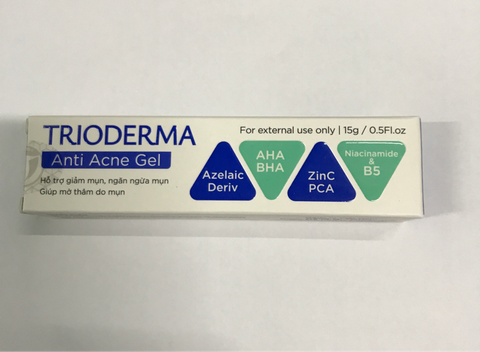 TRIODERMA
Anti Acne Gel
Hỗ trợ giảm mụn, ngăn ngừa mụn
Giúp mờ thâm do mụn
For external use only | 15g / 0.5Fl.oz
Azelaic
Deriv
AHA
BHA
ZinC
PCA
Niacinamide
&
B5